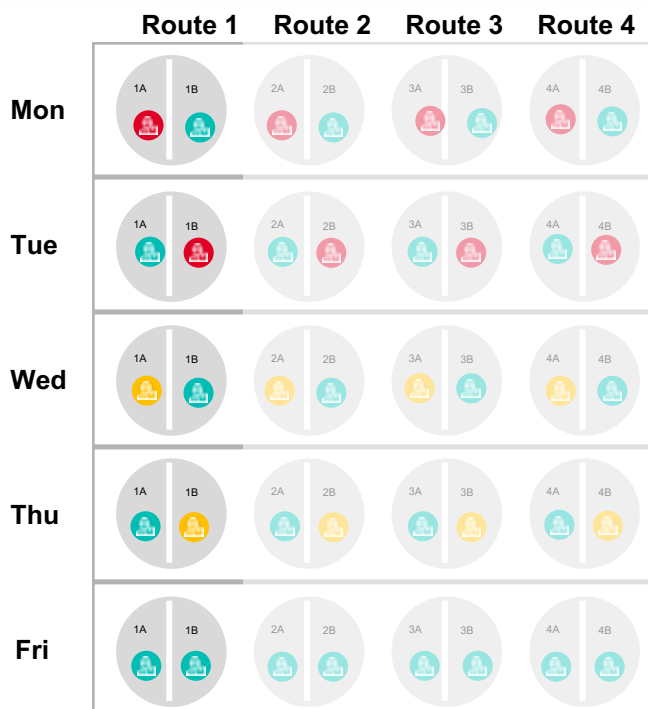 Route 1 Route 2 Route 3 Route 4
Mon
1A 1B 2A 2B 3A 3B 4A 4B
Tue
1A 1B 2A 2B 3A 3B 4A 4B
Wed
1A 1B 2A 2B 3A 3B 4A 4B
Thu
1A 1B 2A 2B 3A 3B 4A 4B
Fri
1A 1B 2A 2B 3A 3B 4A 4B